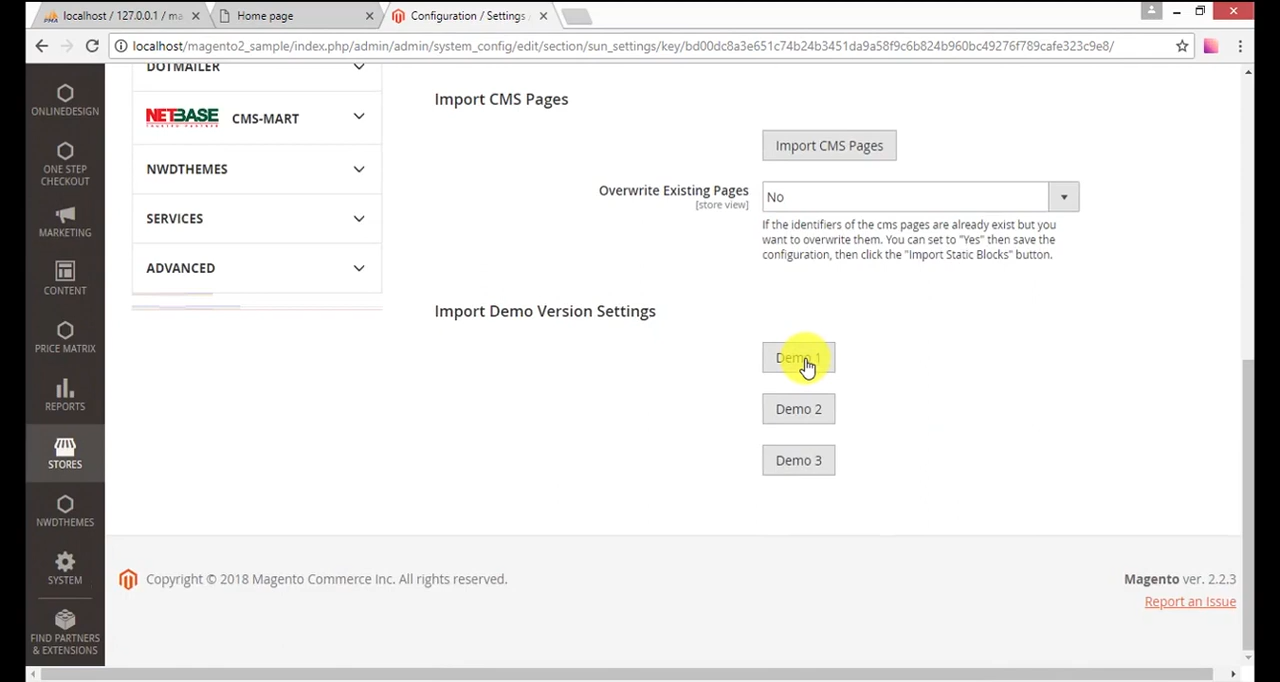 localhost / 127.0.0.1 / ma
Home page
Configuration / Settings
localhost/magento2_sample/index.php/admin/admin/system_config/edit/section/sun_settings/key/bd00dc8a3e651c74b24b3451da9a58f9c6b824b960bc49276f789cafe323c9e8/
ONLINEDESIGN
ONE STEP
CHECKOUT
MARKETING
CONTENT
PRICE MATRIX
REPORTS
STORES
NWDTHEMES
SYSTEM
FIND PARTNERS
& EXTENSIONS
DOTMAILER
NETBASE CMS-MART
NWDTHEMES
SERVICES
ADVANCED
Import CMS Pages
Import CMS Pages
Overwrite Existing Pages
[store view]
No
If the identifiers of the cms pages are already exist but you
want to overwrite them. You can set to "Yes" then save the
configuration, then click the "Import Static Blocks" button.
Import Demo Version Settings
Demo 1
Demo 2
Demo 3
Copyright © 2018 Magento Commerce Inc. All rights reserved.
Magento ver. 2.2.3
Report an Issue